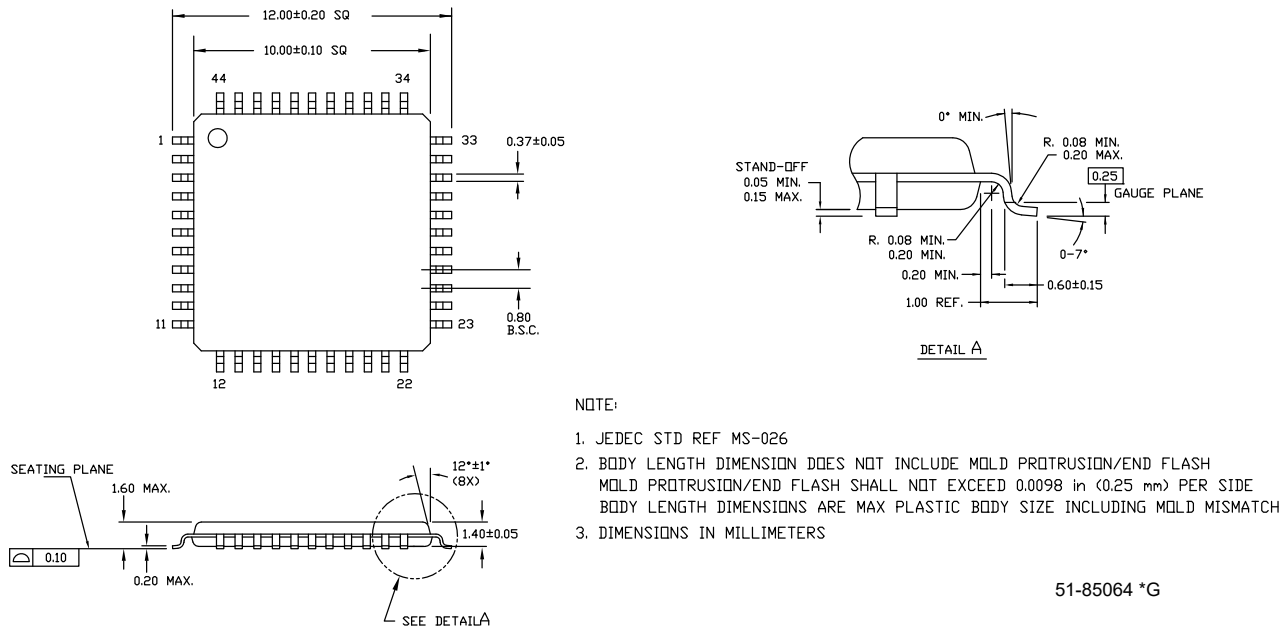 12.00±0.20 SQ
10.00±0.10 SQ
44
34
1
33
0.37±0.05
0.80
B.S.C.
11
23
12
22
0° MIN.
R. 0.08 MIN.
0.20 MAX.
STAND-OFF
0.05 MIN.
0.15 MAX.
0.25
GAUGE PLANE
R. 0.08 MIN.
0.20 MIN.
0-7°
0.20 MIN.
0.60±0.15
1.00 REF.
DETAIL A
NOTE:
1. JEDEC STD REF MS-026
2. BODY LENGTH DIMENSION DOES NOT INCLUDE MOLD PROTRUSION/END FLASH
MOLD PROTRUSION/END FLASH SHALL NOT EXCEED 0.0098 in (0.25 mm) PER SIDE
BODY LENGTH DIMENSIONS ARE MAX PLASTIC BODY SIZE INCLUDING MOLD MISMATCH
3. DIMENSIONS IN MILLIMETERS
SEATING PLANE
1.60 MAX.
12°±1°
(8X)
1.40±0.05
0.10
0.20 MAX.
SEE DETAILA
51-85064 *G